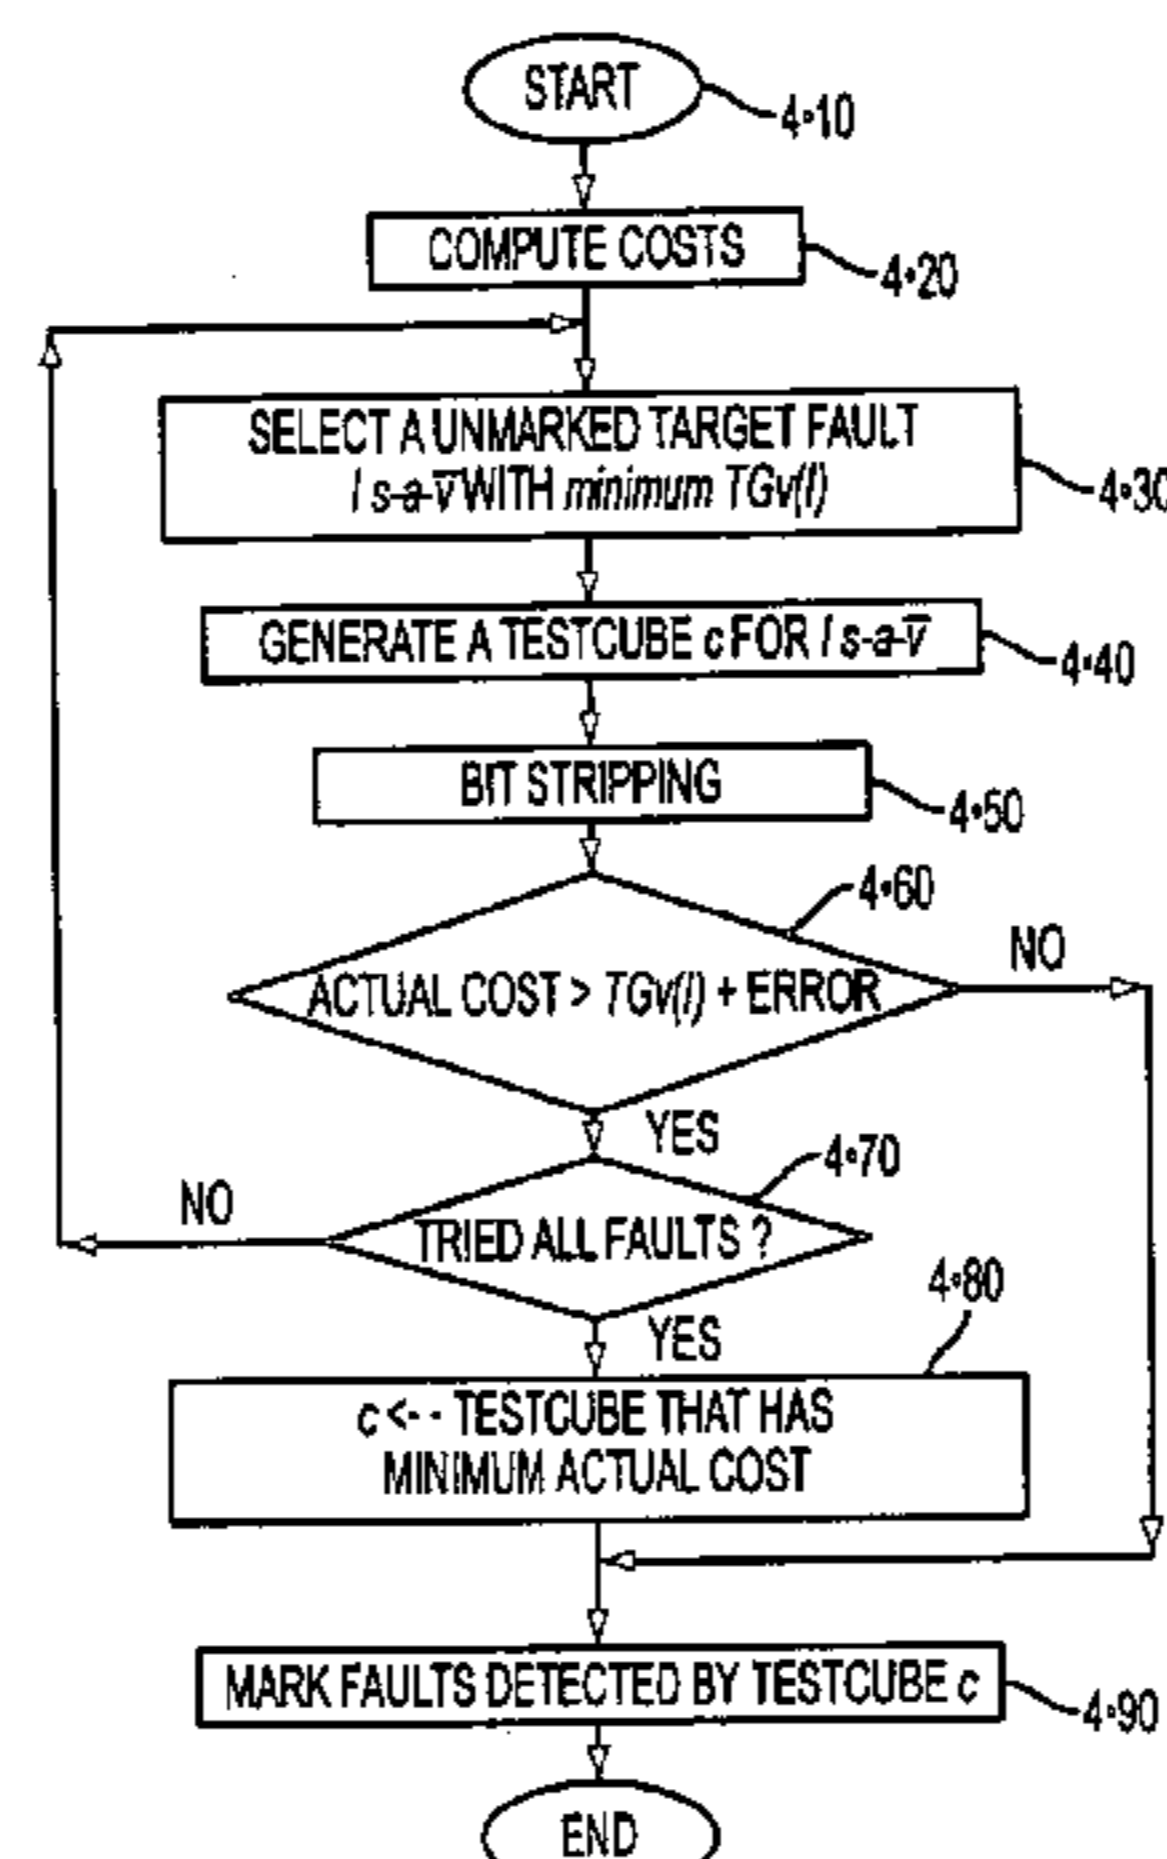 START
4·10
COMPUTE COSTS
4·20
SELECT A UNMARKED TARGET FAULT
l s-a-v̅ WITH minimum TGv(l)
4·30
GENERATE A TESTCUBE c FOR l s-a-v̅
4·40
BIT STRIPPING
4·50
4·60
ACTUAL COST > TGv(l) + ERROR
NO
YES
4·70
NO
TRIED ALL FAULTS ?
YES
4·80
c <- - TESTCUBE THAT HAS
MINIMUM ACTUAL COST
MARK FAULTS DETECTED BY TESTCUBE c
4·90
END